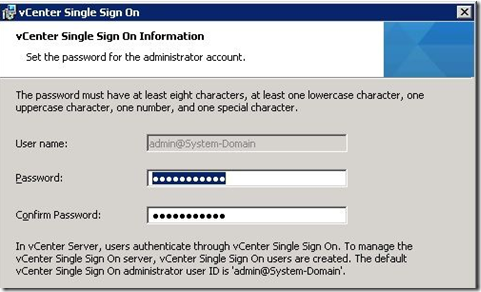 vCenter Single Sign On
vCenter Single Sign On Information
Set the password for the administrator account.
The password must have at least eight characters, at least one lowercase character, one
uppercase character, one number, and one special character.
User name:
admin@System-Domain
Password:
●●●●●●●●●●●
Confirm Password:
●●●●●●●●●●●
In vCenter Server, users authenticate through vCenter Single Sign On. To manage the
vCenter Single Sign On server, vCenter Single Sign On users are created. The default
vCenter Single Sign On administrator user ID is 'admin@System-Domain'.